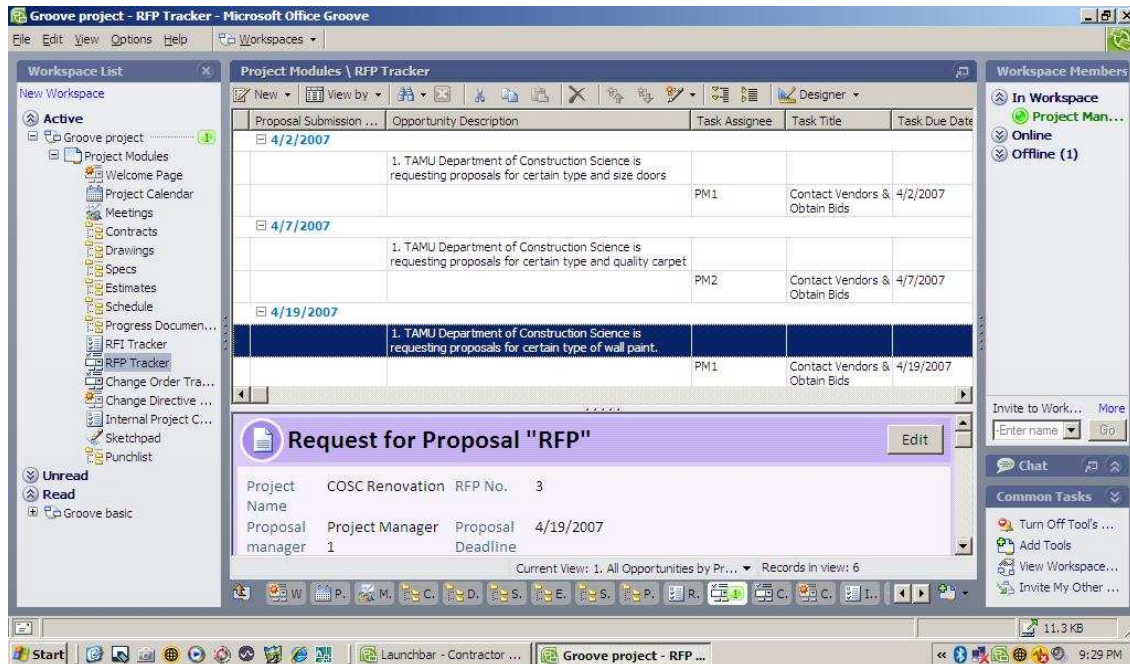 Groove project - RFP Tracker - Microsoft Office Groove
File Edit View Options Help Workspaces
Workspace List
New Workspace
Active
Groove project
Project Modules
Welcome Page
Project Calendar
Meetings
Contracts
Drawings
Specs
Estimates
Schedule
Progress Documen...
RFI Tracker
RFP Tracker
Change Order Tra...
Change Directive ...
Internal Project C...
Sketchpad
Punchlist
Unread
Read
Groove basic
Project Modules \ RFP Tracker
New View by Designer
Proposal Submission ... Opportunity Description Task Assignee Task Title Task Due Date
4/2/2007
1. TAMU Department of Construction Science is
requesting proposals for certain type and size doors
PM1 Contact Vendors & 4/2/2007
Obtain Bids
4/7/2007
1. TAMU Department of Construction Science is
requesting proposals for certain type and quality carpet
PM2 Contact Vendors & 4/7/2007
Obtain Bids
4/19/2007
1. TAMU Department of Construction Science is
requesting proposals for certain type of wall paint.
PM1 Contact Vendors & 4/19/2007
Obtain Bids
Request for Proposal "RFP" Edit
Project COSC Renovation RFP No. 3
Name
Proposal Project Manager Proposal 4/19/2007
manager 1 Deadline
Current View: 1. All Opportunities by Pr... Records in view: 6
W P. M. C. D. S. E. S. P. R. C. C. I..
Workspace Members
In Workspace
Project Man...
Online
Offline (1)
Invite to Work... More
-Enter name Go
Chat
Common Tasks
Turn Off Tool's ...
Add Tools
View Workspace...
Invite My Other ...
11.3 KB
Start Launchbar - Contractor ... Groove project - RFP ... 9:29 PM